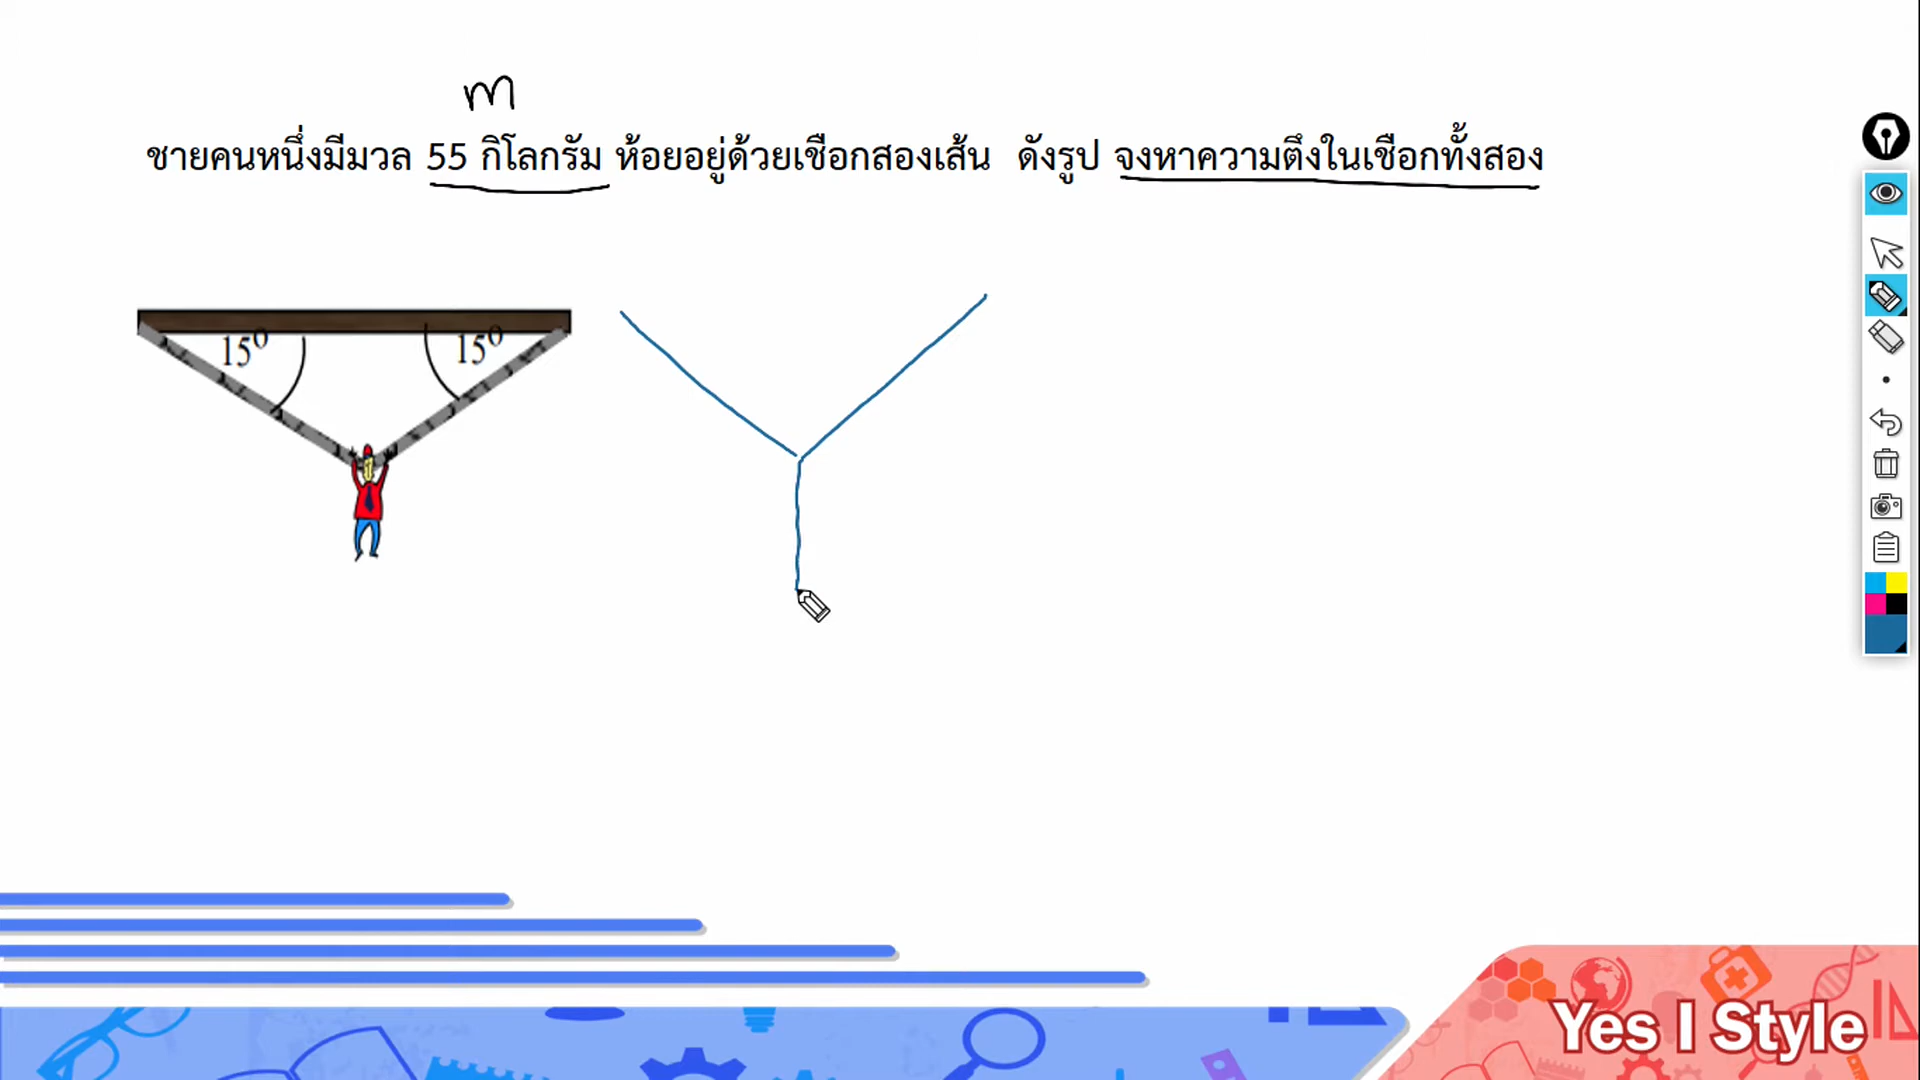 m
ชายคนหนึ่งมีมวล 55 กิโลกรัม ห้อยอยู่ด้วยเชือกสองเส้น ดังรูป จงหาความตึงในเชือกทั้งสอง
15⁰ 15⁰
Yes I Style